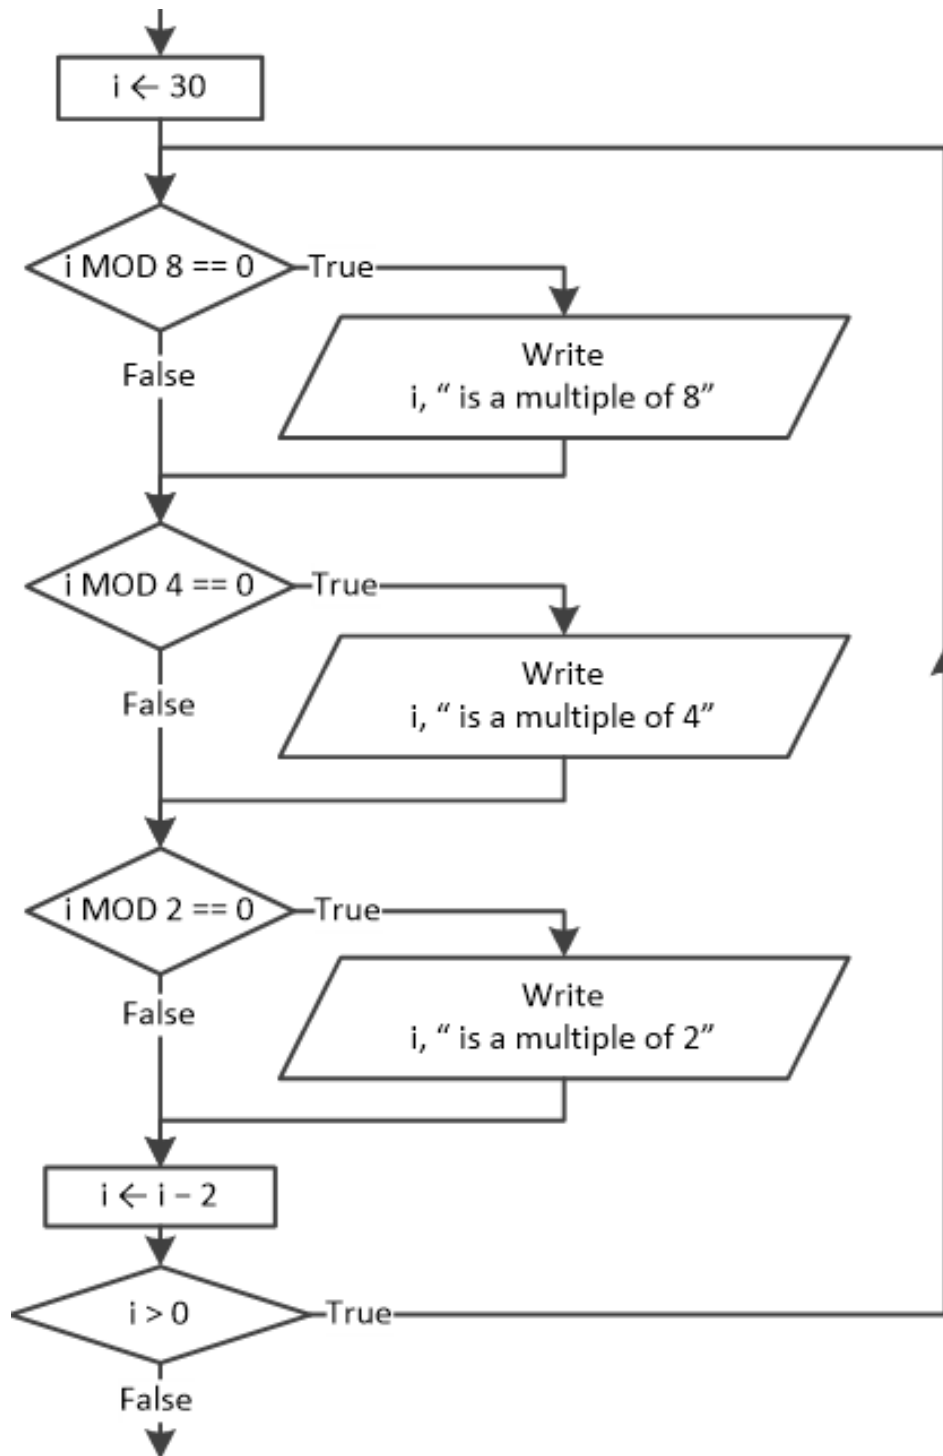 i ← 30
i MOD 8 == 0
True
Write
i, “ is a multiple of 8”
False
i MOD 4 == 0
True
Write
i, “ is a multiple of 4”
False
i MOD 2 == 0
True
Write
i, “ is a multiple of 2”
False
i ← i – 2
i > 0
True
False